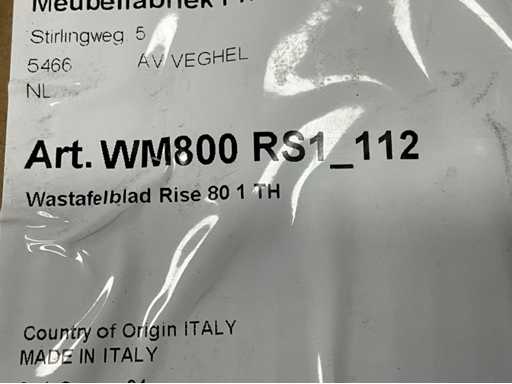 Meubelfabriek
Stirlingweg 5
5466 AV VEGHEL
NL
Art. WM800 RS1_112
Wastafelblad Rise 80 1 TH
Country of Origin ITALY
MADE IN ITALY